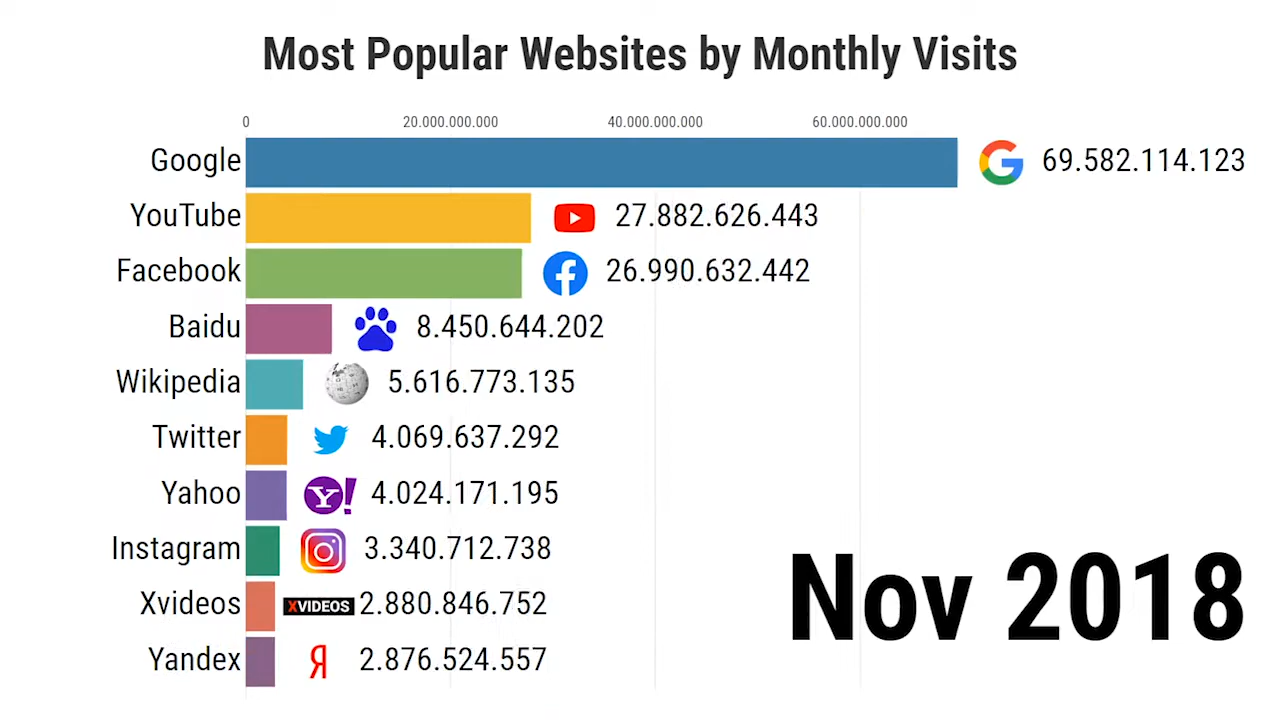 Most Popular Websites by Monthly Visits
0 20.000.000.000 40.000.000.000 60.000.000.000
Google G 69.582.114.123
YouTube 27.882.626.443
Facebook f 26.990.632.442
Baidu 8.450.644.202
Wikipedia 5.616.773.135
Twitter 4.069.637.292
Yahoo Y! 4.024.171.195
Instagram 3.340.712.738
Xvideos XVIDEOS 2.880.846.752
Yandex Я 2.876.524.557
Nov 2018